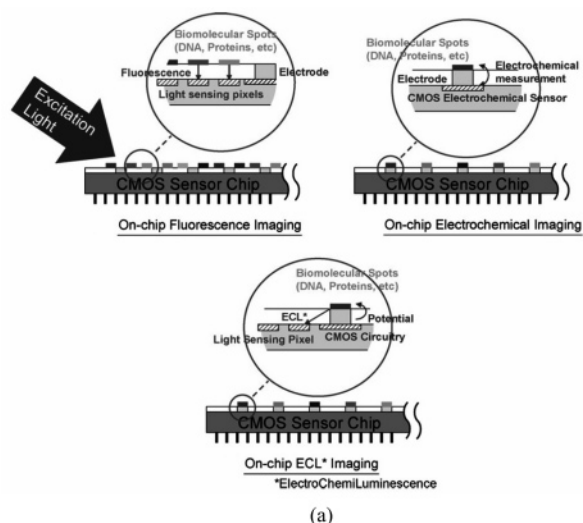 Biomolecular Spots
(DNA, Proteins, etc)
Fluorescence
Electrode
Light sensing pixels
Excitation
Light
CMOS Sensor Chip
On-chip Fluorescence Imaging
Biomolecular Spots
(DNA, Proteins, etc)
Electrochemical
measurement
Electrode
CMOS Electrochemical Sensor
CMOS Sensor Chip
On-chip Electrochemical Imaging
Biomolecular Spots
(DNA, Proteins, etc)
ECL*
Potential
Light Sensing Pixel
CMOS Circuitry
CMOS Sensor Chip
On-chip ECL* Imaging
*ElectroChemiLuminescence
(a)